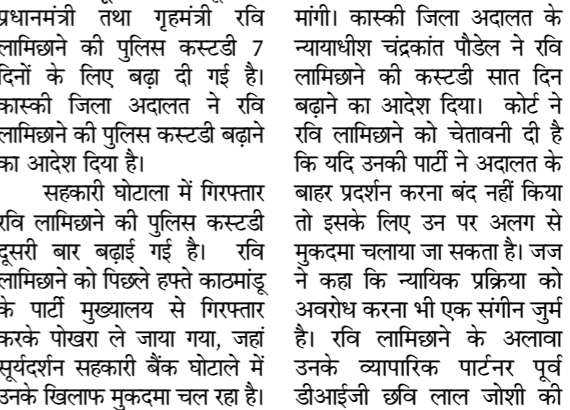 प्रधानमंत्री तथा गृहमंत्री रवि
लामिछाने की पुलिस कस्टडी 7
दिनों के लिए बढ़ा दी गई है।
कास्की जिला अदालत ने रवि
लामिछाने की पुलिस कस्टडी बढ़ाने
का आदेश दिया है।
सहकारी घोटाला में गिरफ्तार
रवि लामिछाने की पुलिस कस्टडी
दूसरी बार बढ़ाई गई है। रवि
लामिछाने को पिछले हफ्ते काठमांडू
के पार्टी मुख्यालय से गिरफ्तार
करके पोखरा ले जाया गया, जहां
सूर्यदर्शन सहकारी बैंक घोटाले में
उनके खिलाफ मुकदमा चल रहा है।
मांगी। कास्की जिला अदालत के
न्यायाधीश चंद्रकांत पौडेल ने रवि
लामिछाने की कस्टडी सात दिन
बढ़ाने का आदेश दिया। कोर्ट ने
रवि लामिछाने को चेतावनी दी है
कि यदि उनकी पार्टी ने अदालत के
बाहर प्रदर्शन करना बंद नहीं किया
तो इसके लिए उन पर अलग से
मुकदमा चलाया जा सकता है। जज
ने कहा कि न्यायिक प्रक्रिया को
अवरोध करना भी एक संगीन जुर्म
है। रवि लामिछाने के अलावा
उनके व्यापारिक पार्टनर पूर्व
डीआईजी छवि लाल जोशी की